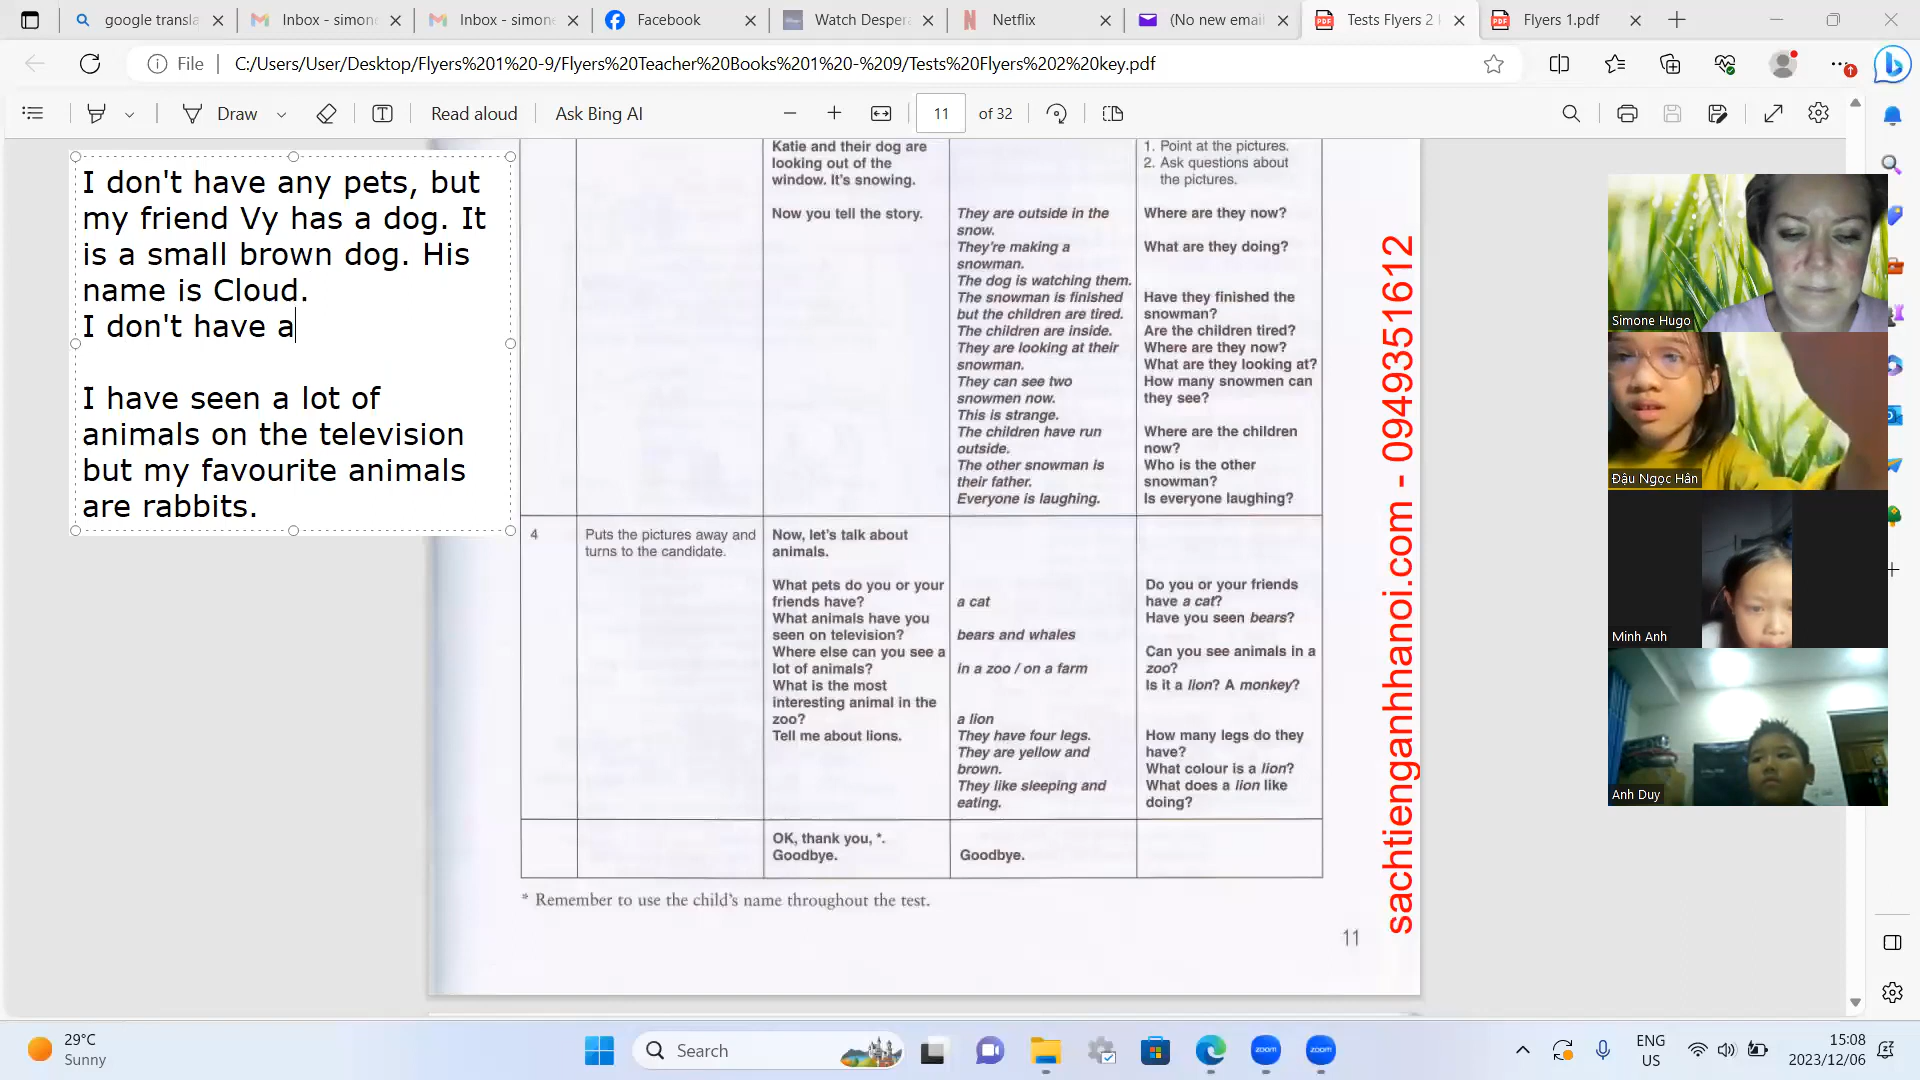 google transla
Inbox - simon
Inbox - simon
Facebook
Watch Despera
Netflix
(No new emai
Tests Flyers 2 k
Flyers 1.pdf
File
C:/Users/User/Desktop/Flyers%201%20-9/Flyers%20Teacher%20Books%201%20-%209/Tests%20Flyers%202%20key.pdf
Draw
Read aloud
Ask Bing AI
11
of 32
I don't have any pets, but
my friend Vy has a dog. It
is a small brown dog. His
name is Cloud.
I don't have a
I have seen a lot of
animals on the television
but my favourite animals
are rabbits.
Katie and their dog are
looking out of the
window. It's snowing.
Now you tell the story.
They are outside in the
snow.
They're making a
snowman.
The dog is watching them.
The snowman is finished
but the children are tired.
The children are inside.
They are looking at their
snowman.
They can see two
snowmen now.
This is strange.
The children have run
outside.
The other snowman is
their father.
Everyone is laughing.
1. Point at the pictures.
2. Ask questions about
the pictures.
Where are they now?
What are they doing?
Have they finished the
snowman?
Are the children tired?
Where are they now?
What are they looking at?
How many snowmen can
they see?
Where are the children
now?
Who is the other
snowman?
Is everyone laughing?
4
Puts the pictures away and
turns to the candidate.
Now, let's talk about
animals.
What pets do you or your
friends have?
What animals have you
seen on television?
Where else can you see a
lot of animals?
What is the most
interesting animal in the
zoo?
Tell me about lions.
a cat
bears and whales
in a zoo / on a farm
a lion
They have four legs.
They are yellow and
brown.
They like sleeping and
eating.
Do you or your friends
have a cat?
Have you seen bears?
Can you see animals in a
zoo?
Is it a lion? A monkey?
How many legs do they
have?
What colour is a lion?
What does a lion like
doing?
OK, thank you, *.
Goodbye.
Goodbye.
* Remember to use the child's name throughout the test.
11
sachtienganhhanoi.com - 0949351612
Simone Hugo
Đậu Ngọc Hân
Minh Anh
Anh Duy
29°C
Sunny
Search
zoom
zoom
ENG
US
15:08
2023/12/06